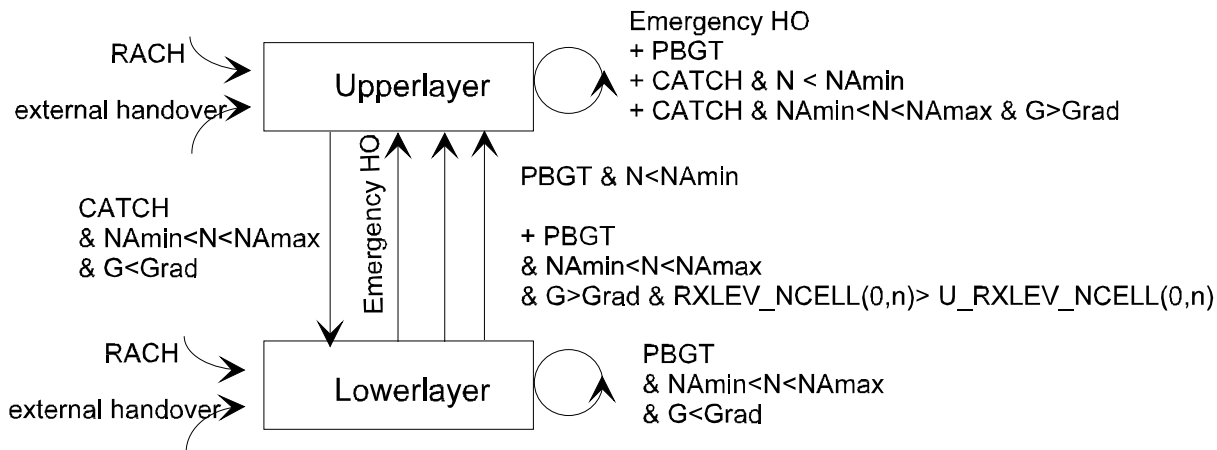 Emergency HO
+ PBGT
+ CATCH & N < NAmin
+ CATCH & NAmin<N<NAmax & G>Grad
RACH
Upperlayer
external handover
Emergency HO
PBGT & N<NAmin
CATCH
& NAmin<N<NAmax
& G<Grad
+ PBGT
& NAmin<N<NAmax
& G>Grad & RXLEV_NCELL(0,n)> U_RXLEV_NCELL(0,n)
RACH
Lowerlayer
external handover
PBGT
& NAmin<N<NAmax
& G<Grad